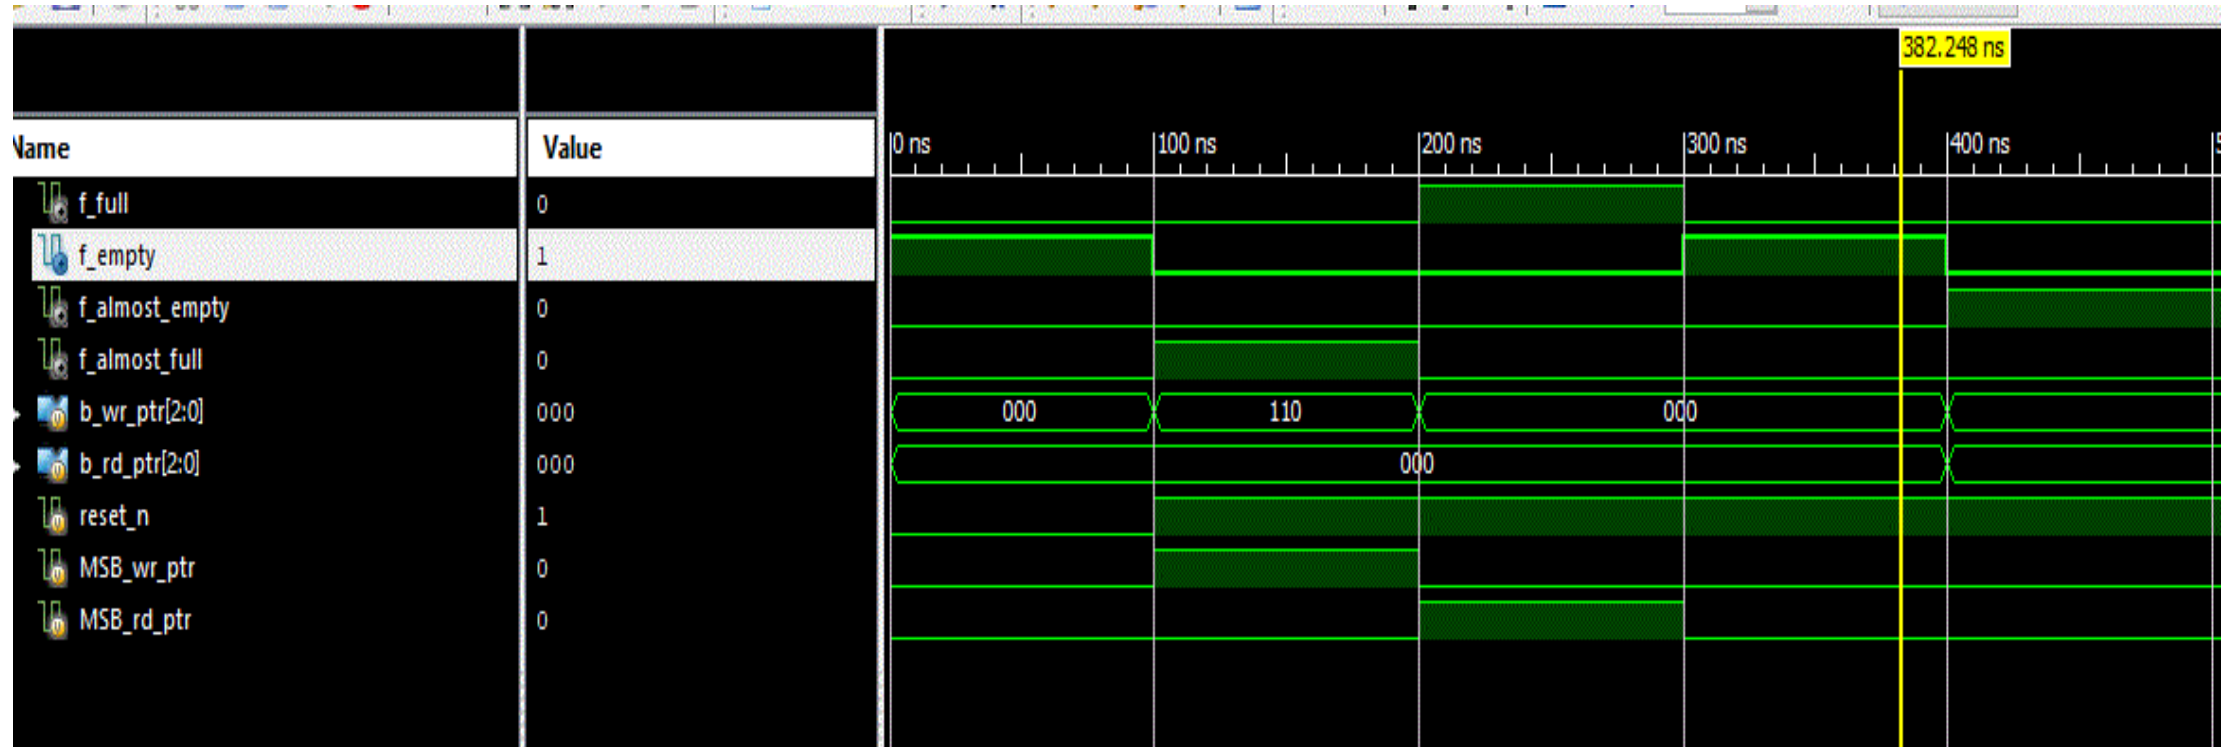 382.248 ns
Name Value 0 ns 100 ns 200 ns 300 ns 400 ns
f_full 0
f_empty 1
f_almost_empty 0
f_almost_full 0
b_wr_ptr[2:0] 000 000 110 000
b_rd_ptr[2:0] 000 000
reset_n 1
MSB_wr_ptr 0
MSB_rd_ptr 0